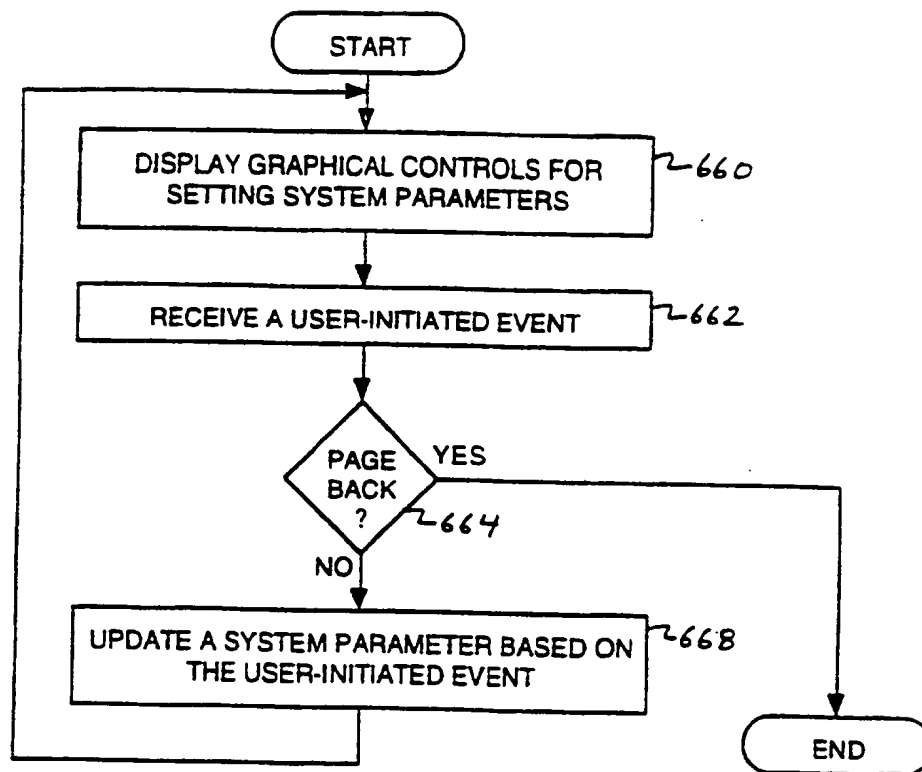 START
DISPLAY GRAPHICAL CONTROLS FOR
SETTING SYSTEM PARAMETERS
660
RECEIVE A USER-INITIATED EVENT
662
PAGE
BACK
?
YES
664
NO
UPDATE A SYSTEM PARAMETER BASED ON
THE USER-INITIATED EVENT
668
END